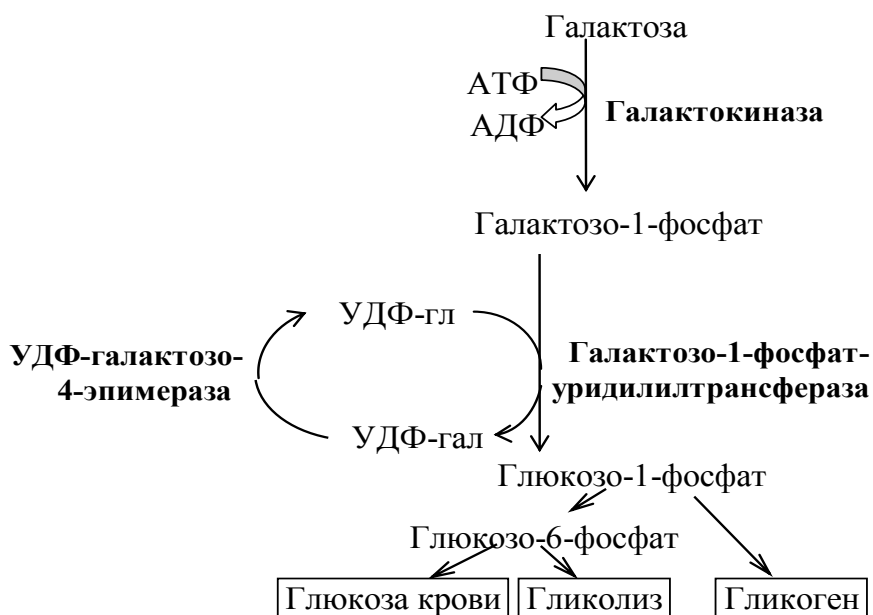 Галактоза
АТФ
АДФ
Галактокиназа
Галактозо-1-фосфат
УДФ-гл
УДФ-галактозо-
4-эпимераза
Галактозо-1-фосфат-
уридилилтрансфераза
УДФ-гал
Глюкозо-1-фосфат
Глюкозо-6-фосфат
Глюкоза крови Гликолиз Гликоген